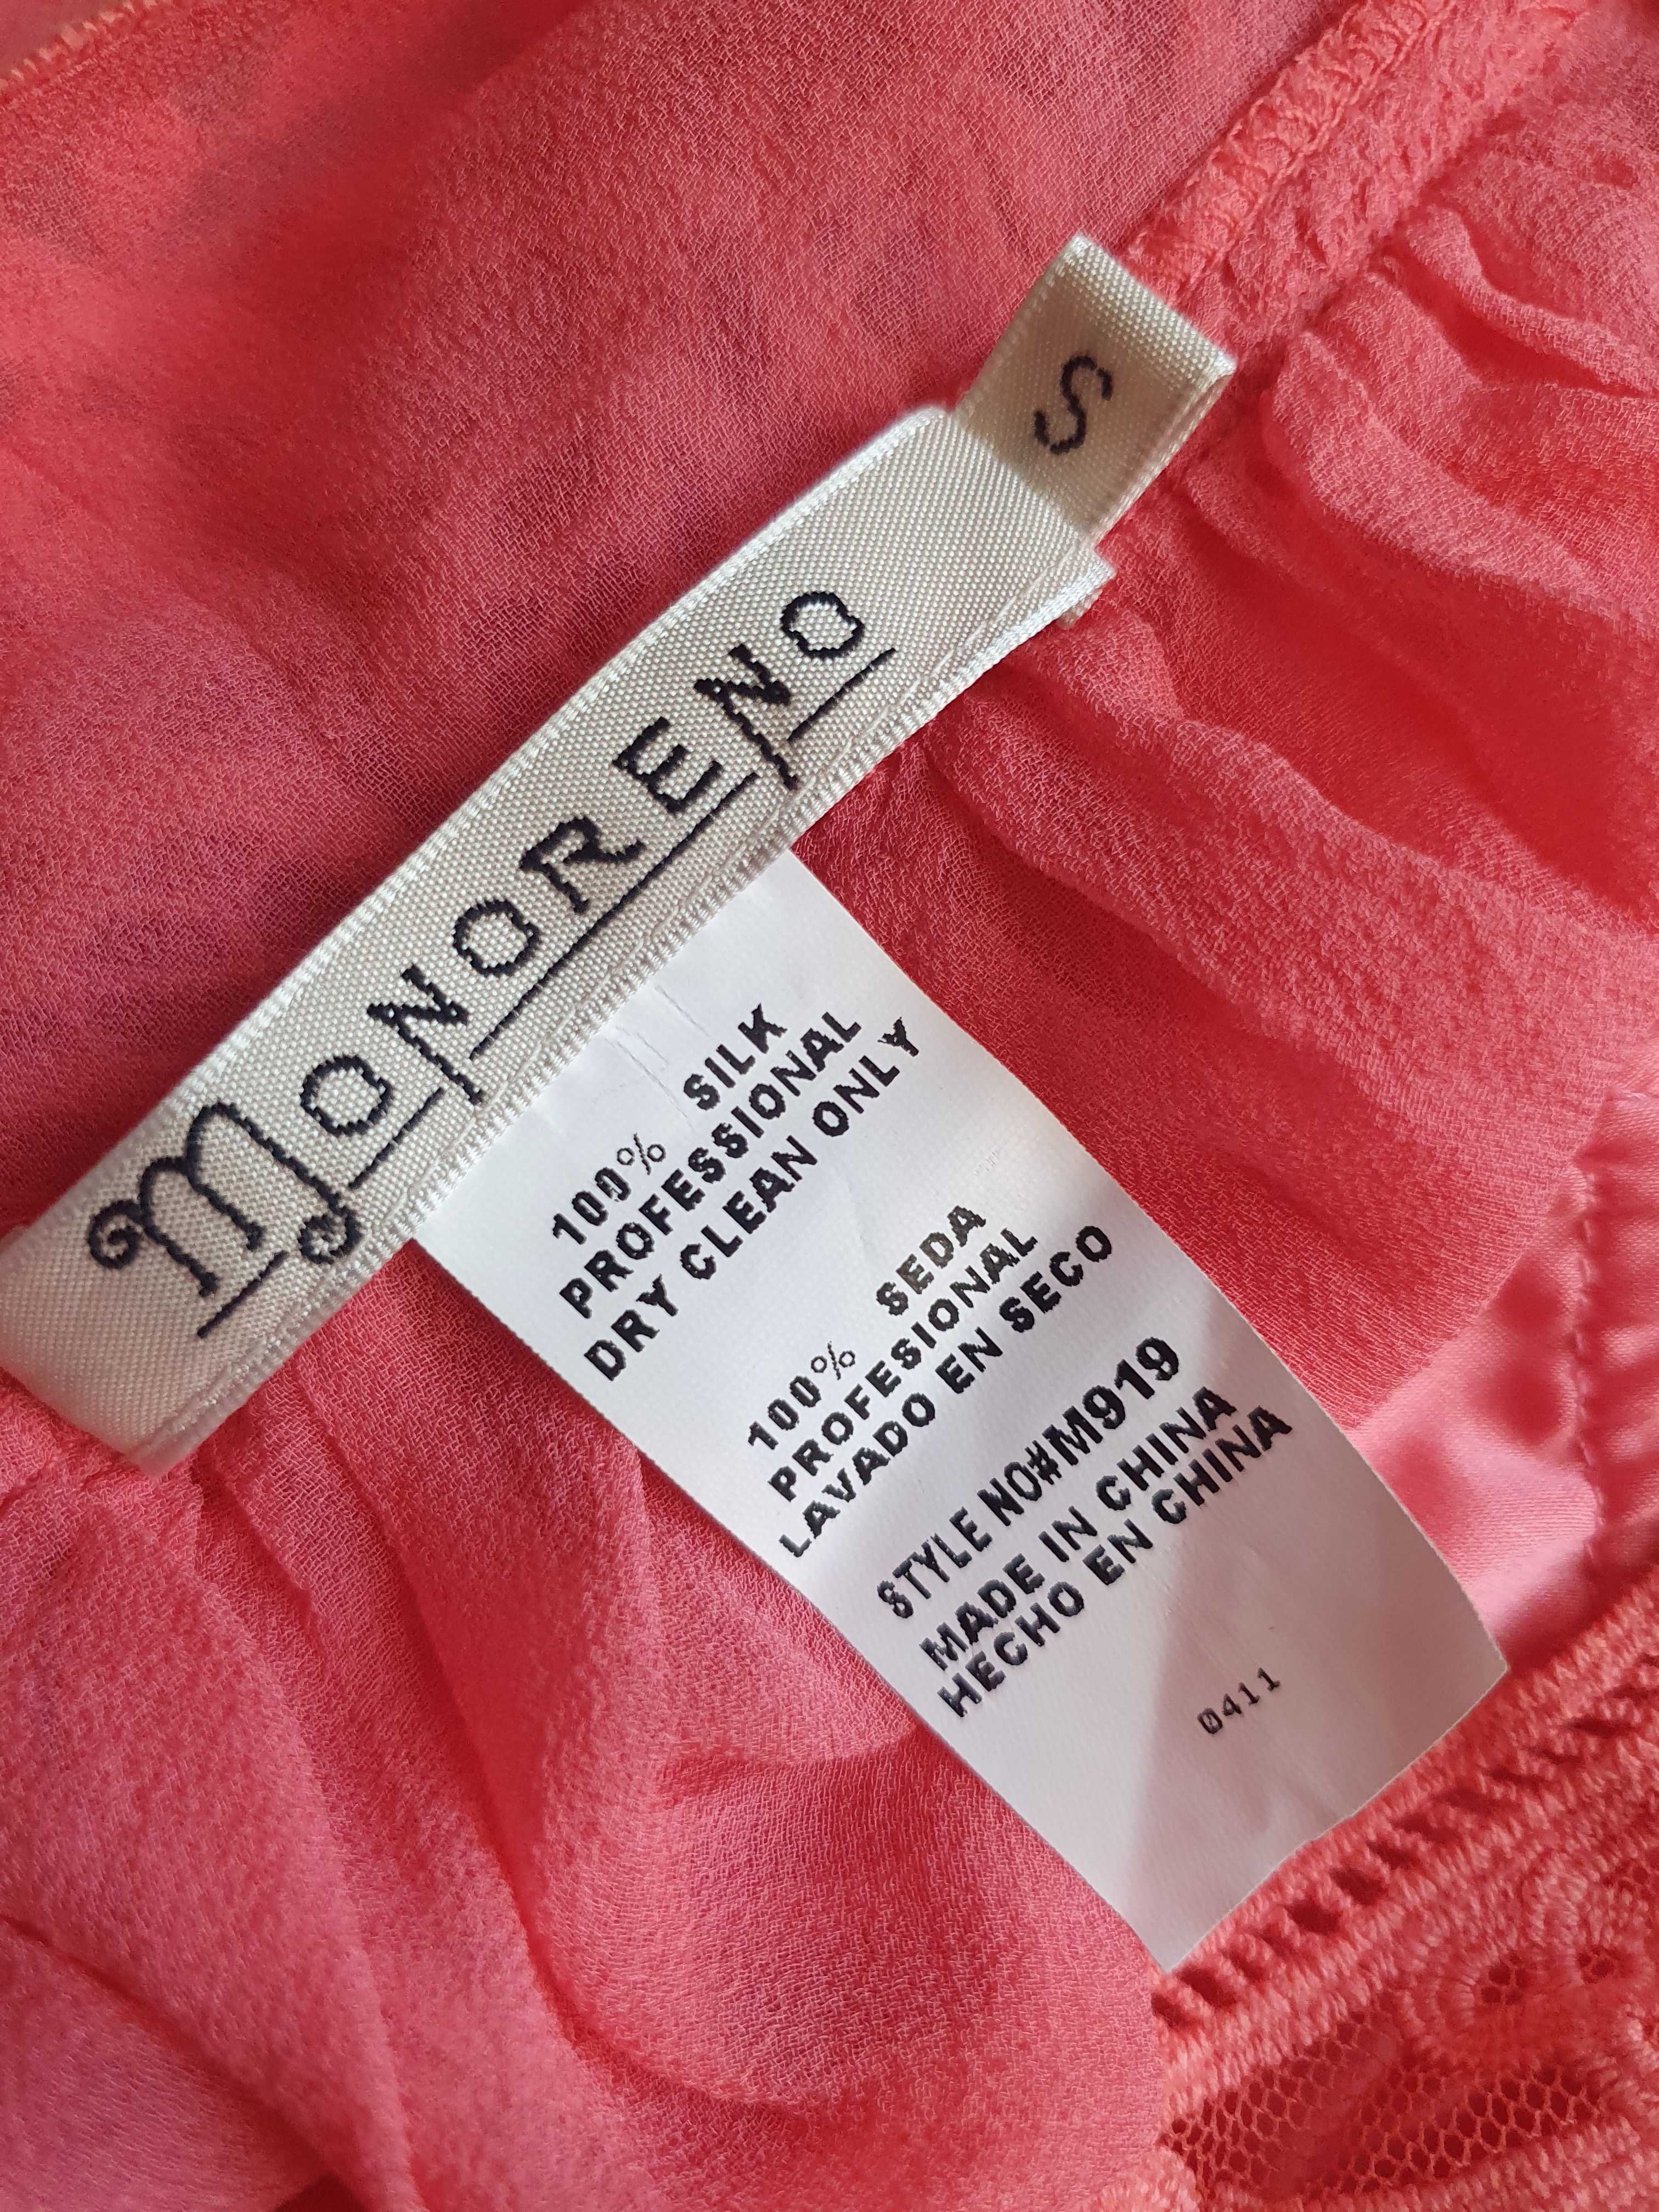 MONORENO
S
100% SILK
PROFESSIONAL
DRY CLEAN ONLY
100% SEDA
PROFESIONAL
LAVADO EN SECO
STYLE NO#M919
MADE IN CHINA
HECHO EN CHINA
0411